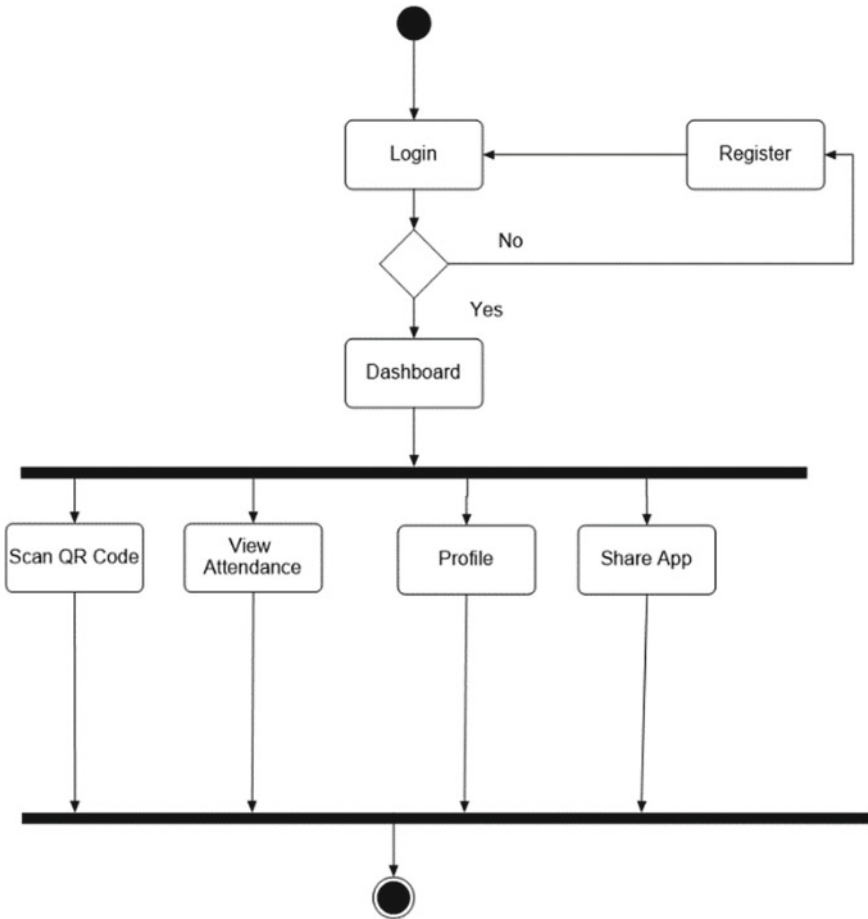 Login
Register
No
Yes
Dashboard
Scan QR Code
View
Attendance
Profile
Share App